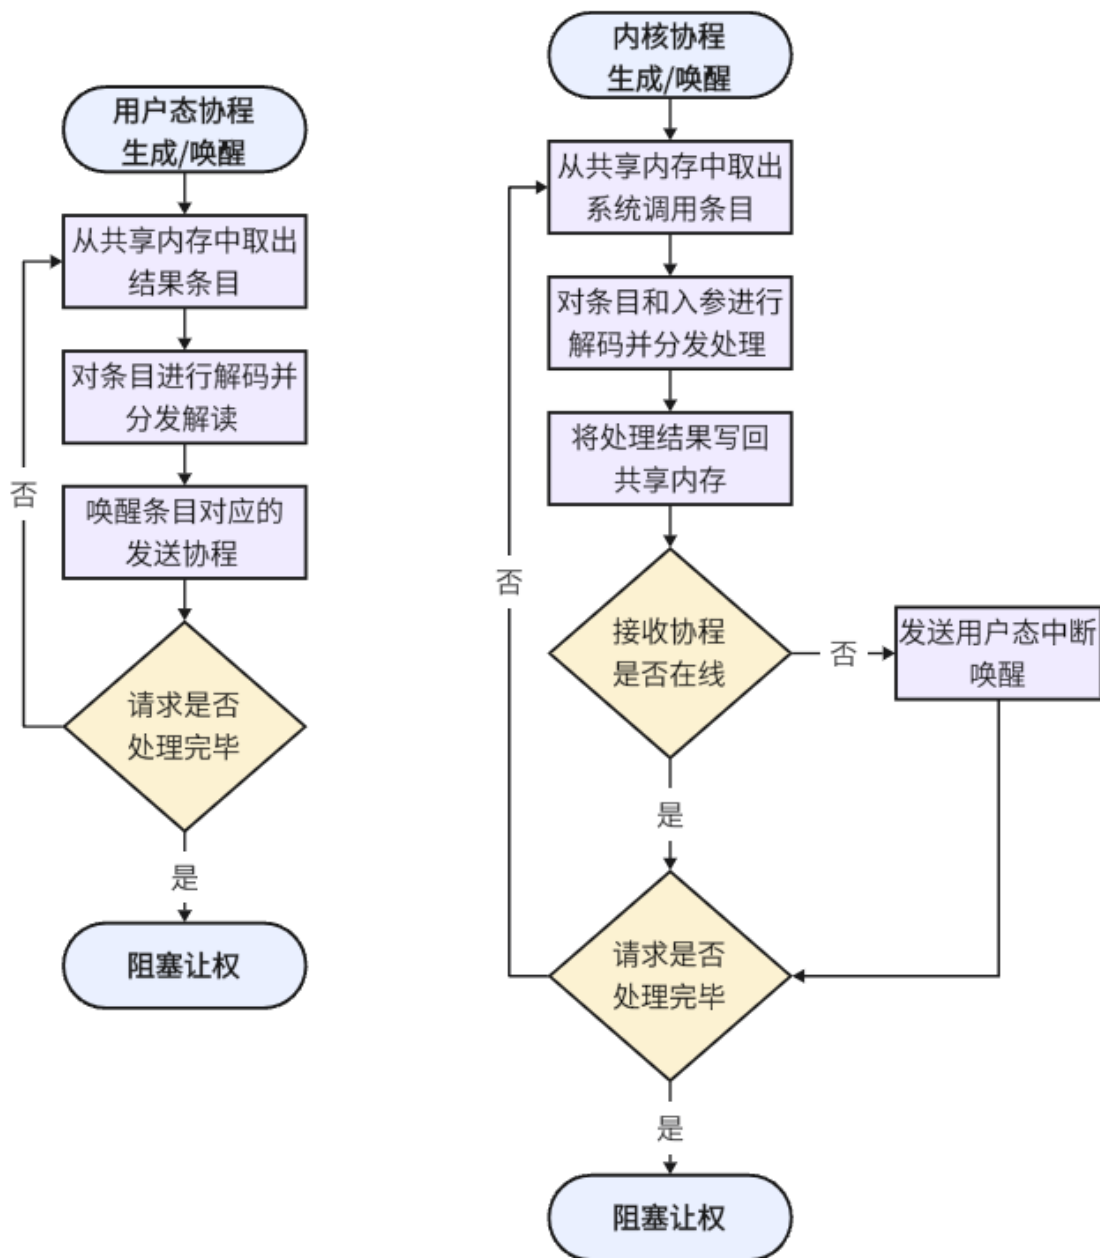 用户态协程
生成/唤醒
从共享内存中取出
结果条目
对条目进行解码并
分发解读
唤醒条目对应的
发送协程
请求是否
处理完毕
否
是
阻塞让权
内核协程
生成/唤醒
从共享内存中取出
系统调用条目
对条目和入参进行
解码并分发处理
将处理结果写回
共享内存
接收协程
是否在线
否
发送用户态中断
唤醒
是
请求是否
处理完毕
否
是
阻塞让权